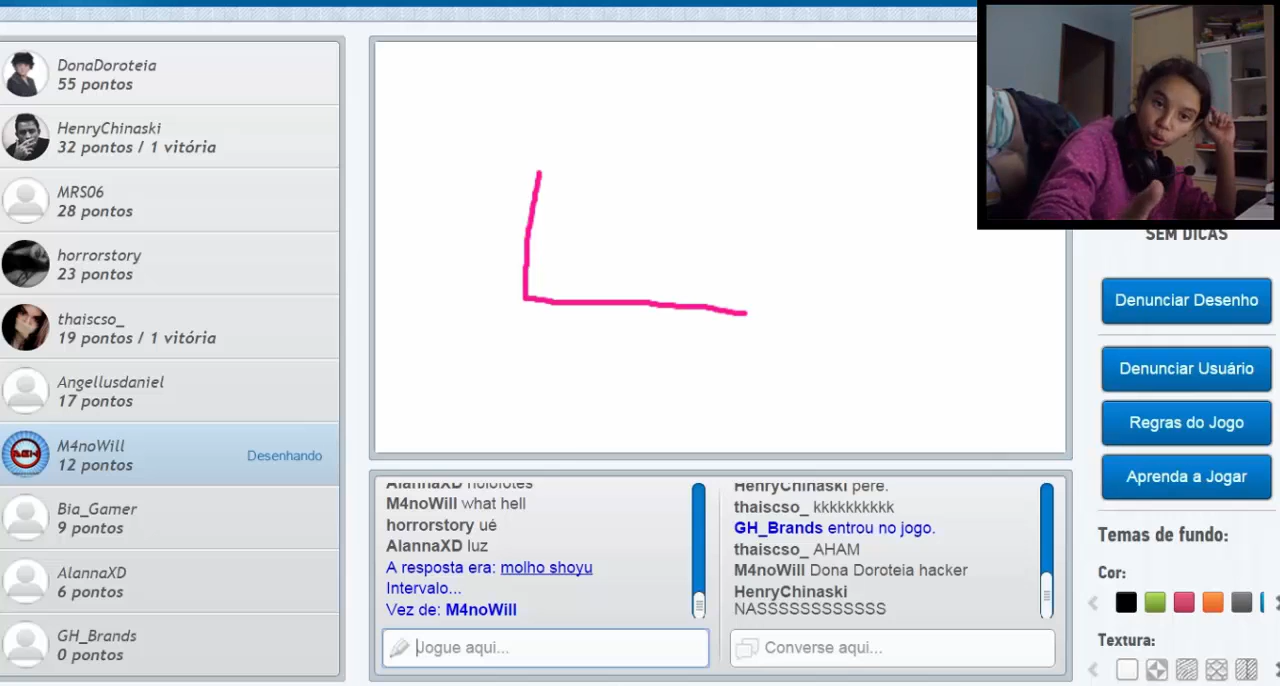 DonaDoroteia
55 pontos
HenryChinaski
32 pontos / 1 vitória
MRS06
28 pontos
horrorstory
23 pontos
thaiscso_
19 pontos / 1 vitória
Angellusdaniel
17 pontos
M4noWill
12 pontos
Desenhando
Bia_Gamer
9 pontos
AlannaXD
6 pontos
GH_Brands
0 pontos
AlannaXD holofotes
M4noWill what hell
horrorstory ué
AlannaXD luz
A resposta era: molho shoyu
Intervalo...
Vez de: M4noWill
Jogue aqui...
HenryChinaski pere.
thaiscso_ kkkkkkkkkk
GH_Brands entrou no jogo.
thaiscso_ AHAM
M4noWill Dona Doroteia hacker
HenryChinaski
NASSSSSSSSSSSS
Converse aqui...
SEM DICAS
Denunciar Desenho
Denunciar Usuário
Regras do Jogo
Aprenda a Jogar
Temas de fundo:
Cor:
Textura: